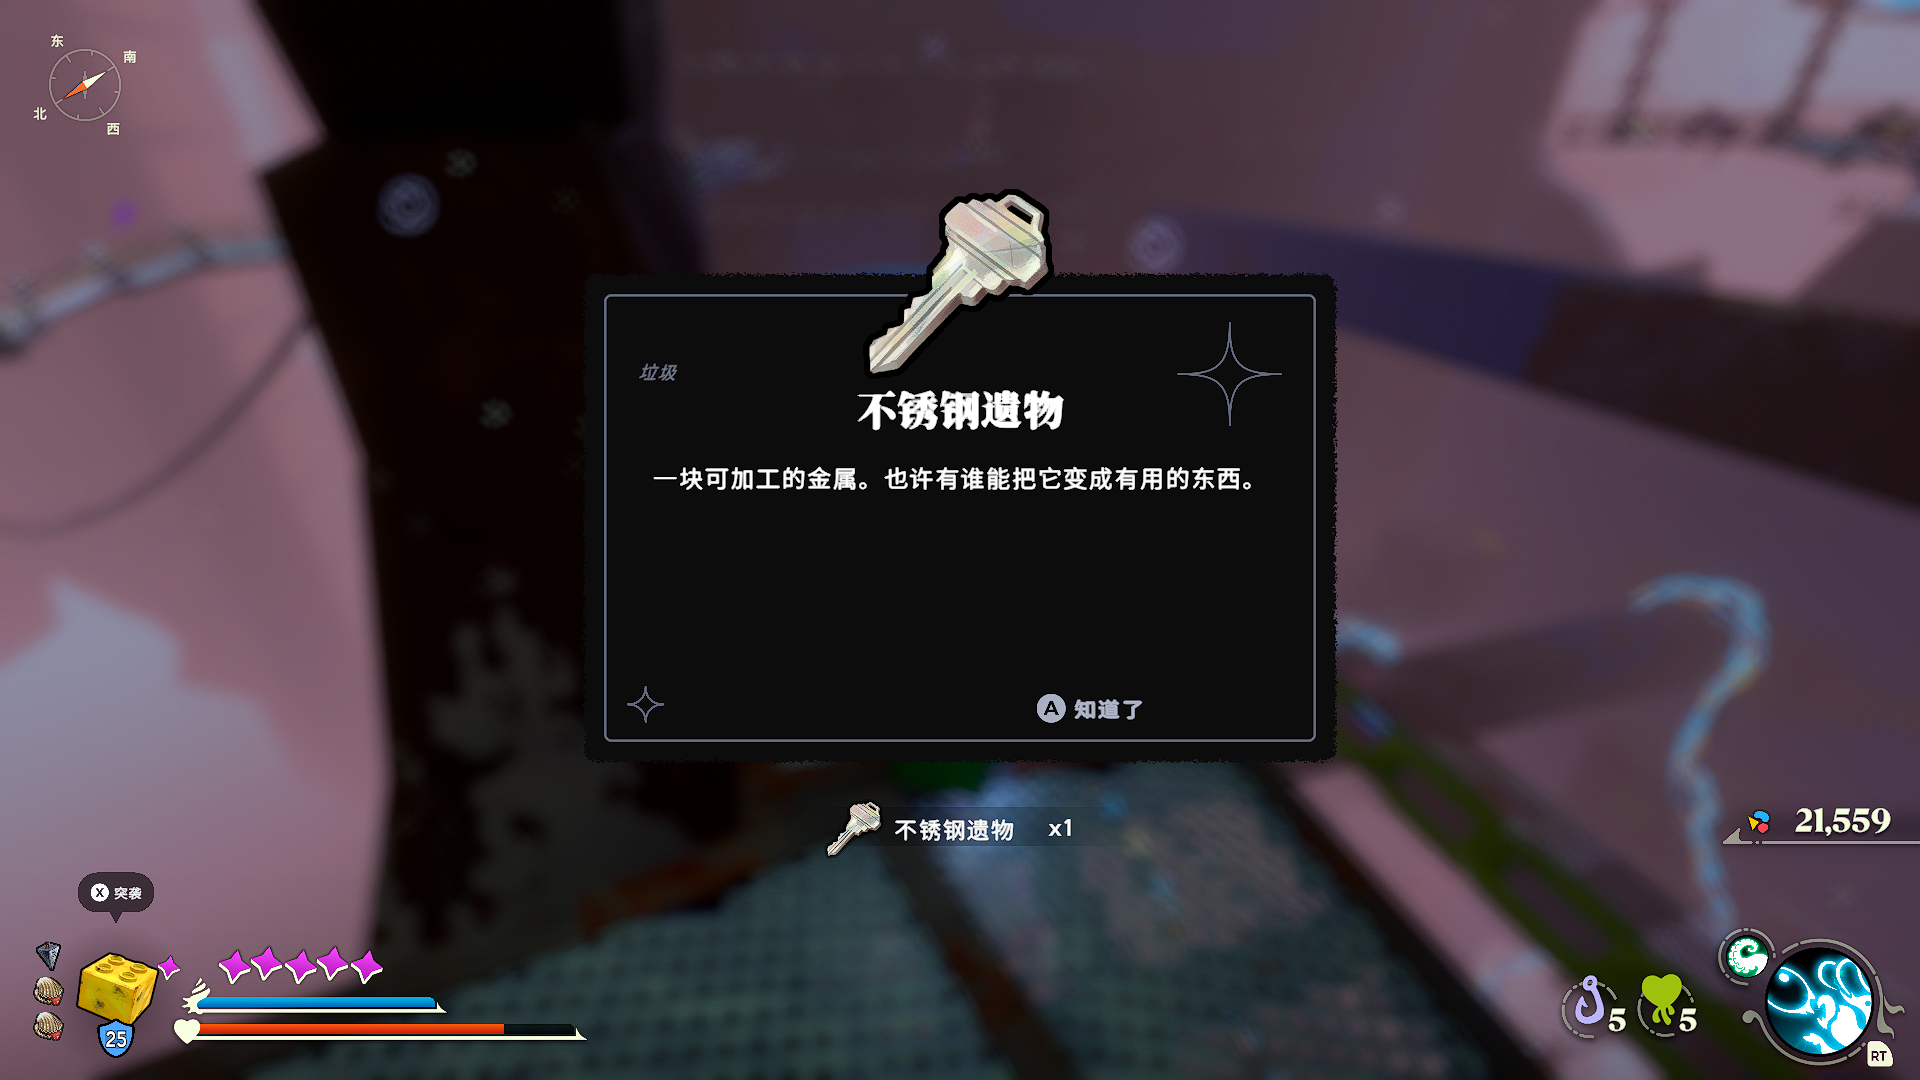 东
南
北
西
垃圾
不锈钢遗物
一块可加工的金属。也许有谁能把它变成有用的东西。
A 知道了
不锈钢遗物 x1
21,559
X 突袭
25
5
5
RT